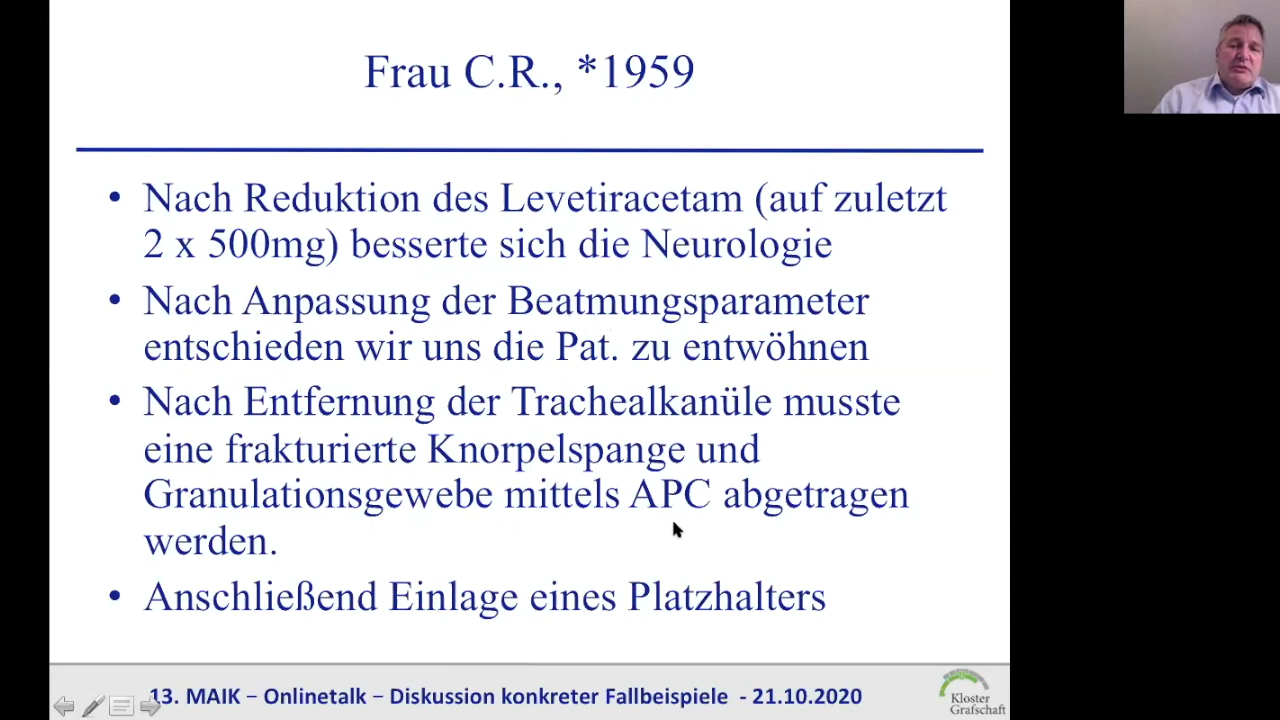 Frau C.R., *1959
• Nach Reduktion des Levetiracetam (auf zuletzt
2 x 500mg) besserte sich die Neurologie
• Nach Anpassung der Beatmungsparameter
entschieden wir uns die Pat. zu entwöhnen
• Nach Entfernung der Trachealkanüle musste
eine frakturierte Knorpelspange und
Granulationsgewebe mittels APC abgetragen
werden.
• Anschließend Einlage eines Platzhalters
13. MAIK – Onlinetalk – Diskussion konkreter Fallbeispiele - 21.10.2020
Kloster
Grafschaft